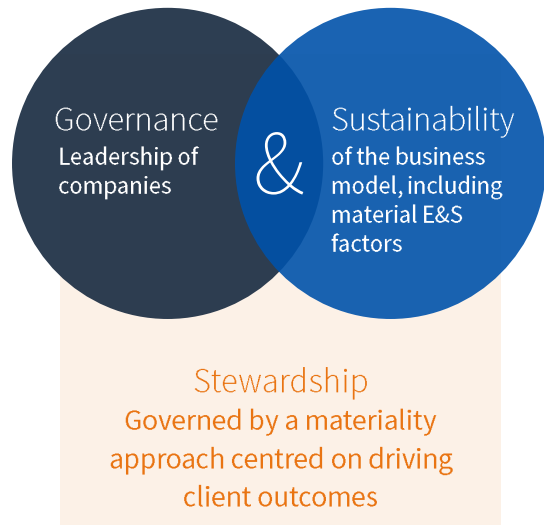 Governance
Leadership of
companies
&
Sustainability
of the business
model, including
material E&S
factors
Stewardship
Governed by a materiality
approach centred on driving
client outcomes